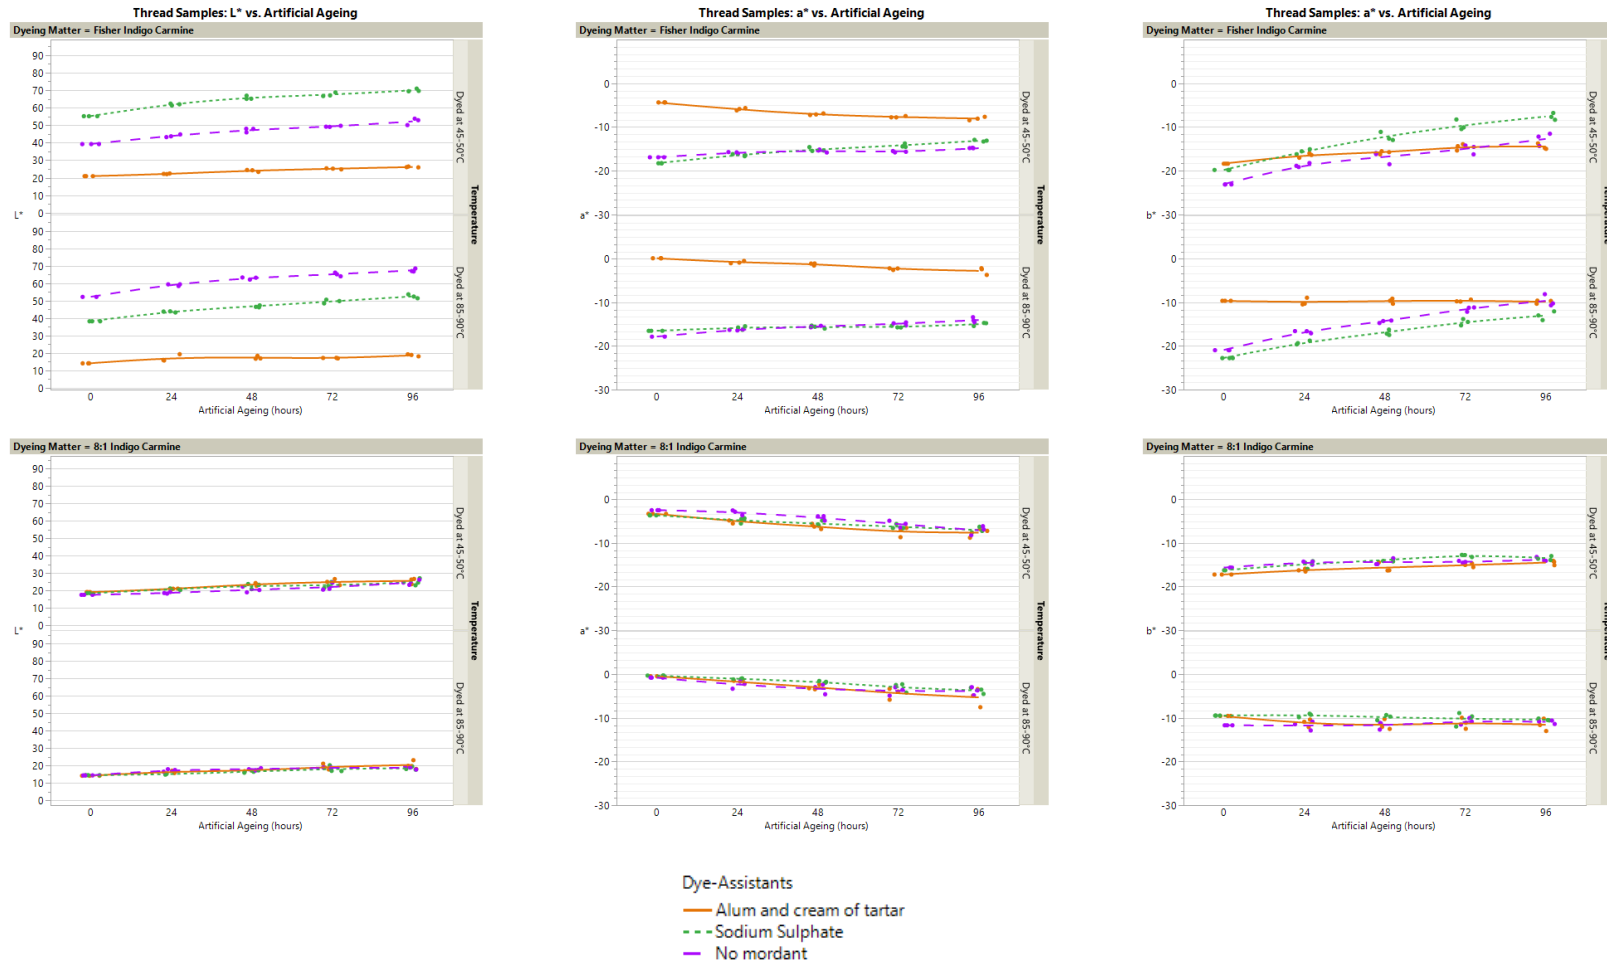 Thread Samples: L* vs. Artificial Ageing
Dyeing Matter = Fisher Indigo Carmine
90
80
70
60
50
40
30
20
10
0
90
80
70
60
50
40
30
20
10
0
L*
Dyed at 45-50°C
Dyed at 85-90°C
Temperature
0 24 48 72 96
Artificial Ageing (hours)
Thread Samples: a* vs. Artificial Ageing
Dyeing Matter = Fisher Indigo Carmine
0
-10
-20
a* -30
0
-10
-20
-30
Dyed at 45-50°C
Dyed at 85-90°C
Temperature
0 24 48 72 96
Artificial Ageing (hours)
Thread Samples: a* vs. Artificial Ageing
Dyeing Matter = Fisher Indigo Carmine
0
-10
-20
b* -30
0
-10
-20
-30
Dyed at 45-50°C
Dyed at 85-90°C
Temperature
0 24 48 72 96
Artificial Ageing (hours)
Dyeing Matter = 8:1 Indigo Carmine
90
80
70
60
50
40
30
20
10
0
90
80
70
60
50
40
30
20
10
0
L*
Dyed at 45-50°C
Dyed at 85-90°C
Temperature
0 24 48 72 96
Artificial Ageing (hours)
Dyeing Matter = 8:1 Indigo Carmine
0
-10
-20
a* -30
0
-10
-20
-30
Dyed at 45-50°C
Dyed at 85-90°C
Temperature
0 24 48 72 96
Artificial Ageing (hours)
Dyeing Matter = 8:1 Indigo Carmine
0
-10
-20
b* -30
0
-10
-20
-30
Dyed at 45-50°C
Dyed at 85-90°C
Temperature
0 24 48 72 96
Artificial Ageing (hours)
Dye-Assistants
Alum and cream of tartar
Sodium Sulphate
No mordant